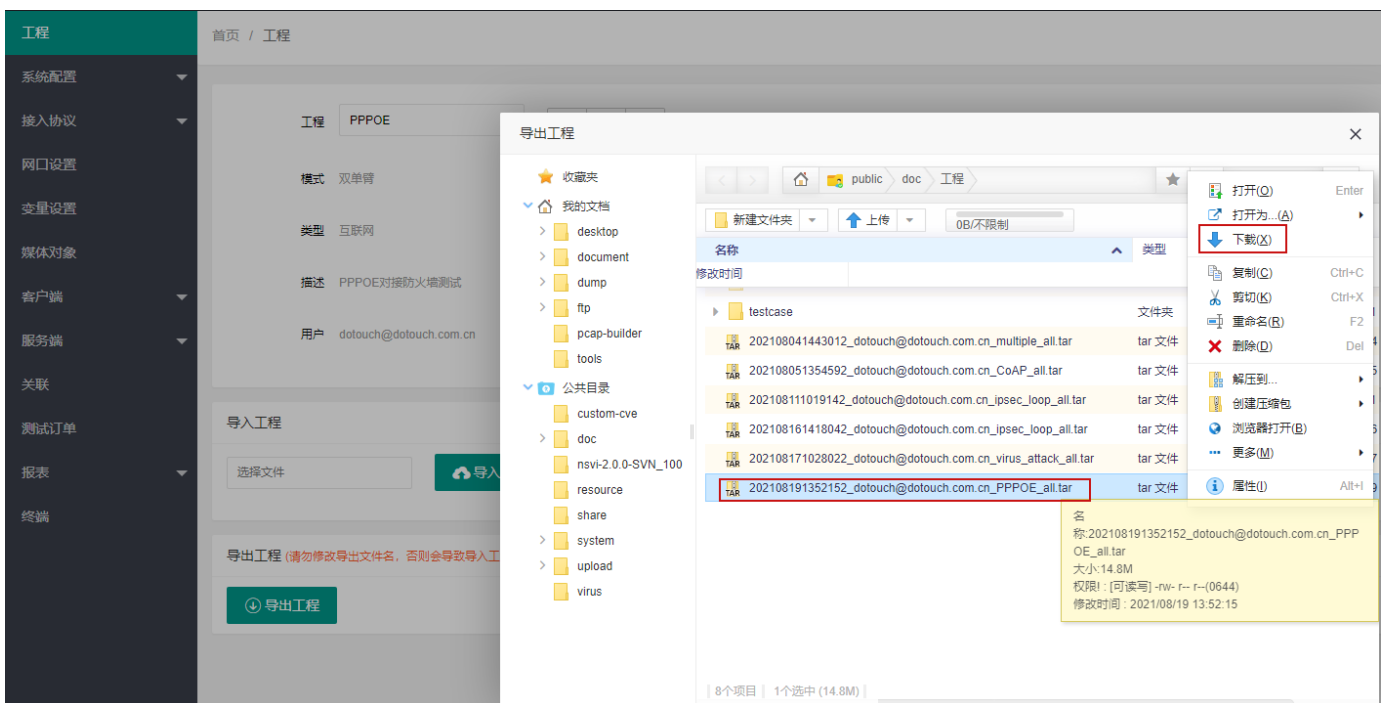 工程
首页 / 工程
系统配置
接入协议
网口设置
变量设置
媒体对象
客户端
服务端
关联
测试订单
报表
终端
工程 PPPOE
模式 双单臂
类型 互联网
描述 PPPOE对接防火墙测试
用户 dotouch@dotouch.com.cn
导入工程
选择文件
导入
导出工程 (请勿修改导出文件名，否则会导致导入工
导出工程
导出工程
收藏夹
我的文档
desktop
document
dump
ftp
pcap-builder
tools
公共目录
custom-cve
doc
nsvi-2.0.0-SVN_100
resource
share
system
upload
virus
public doc 工程
新建文件夹 上传 0B/不限制
名称 类型
修改时间
testcase 文件夹
202108041443012_dotouch@dotouch.com.cn_multiple_all.tar tar 文件
202108051354592_dotouch@dotouch.com.cn_CoAP_all.tar tar 文件
202108111019142_dotouch@dotouch.com.cn_ipsec_loop_all.tar tar 文件
202108161418042_dotouch@dotouch.com.cn_ipsec_loop_all.tar tar 文件
202108171028022_dotouch@dotouch.com.cn_virus_attack_all.tar tar 文件
202108191352152_dotouch@dotouch.com.cn_PPPOE_all.tar tar 文件
打开(O) Enter
打开为...(A)
下载(X)
复制(C) Ctrl+C
剪切(K) Ctrl+X
重命名(R) F2
删除(D) Del
解压到...
创建压缩包
浏览器打开(B)
更多(M)
属性(I) Alt+I
名
称:202108191352152_dotouch@dotouch.com.cn_PPP
OE_all.tar
大小:14.8M
权限! : [可读写] -rw- r-- r--(0644)
修改时间 : 2021/08/19 13:52:15
8个项目 1个选中 (14.8M)